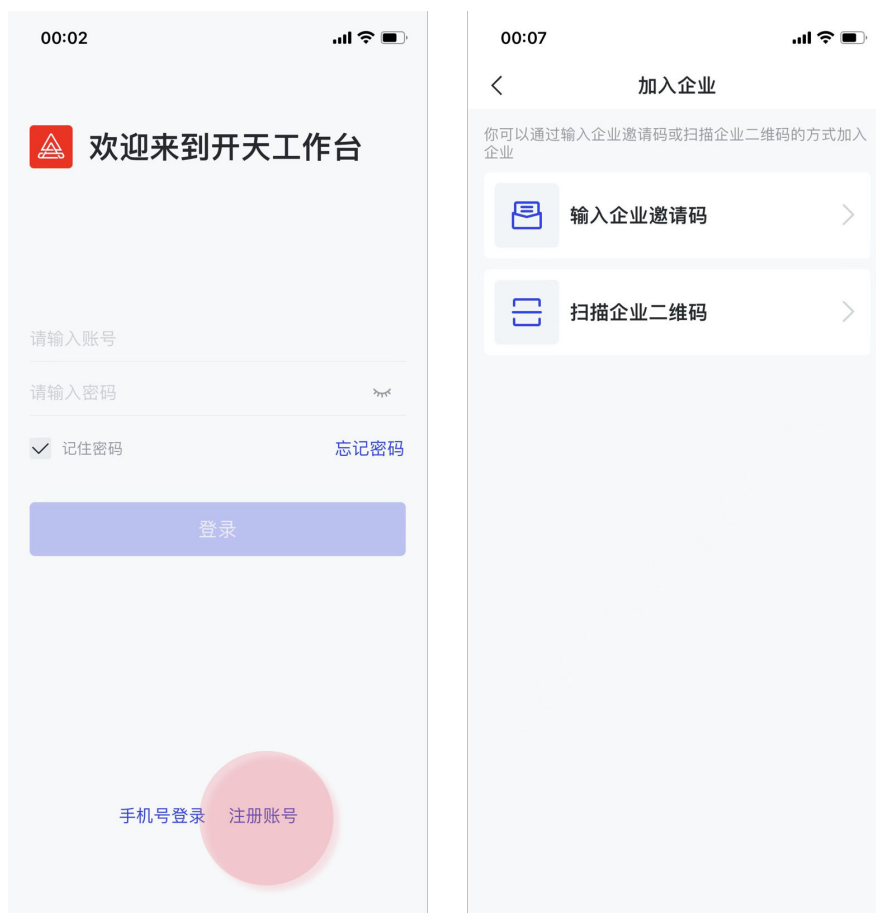 00:02
欢迎来到开天工作台
请输入账号
请输入密码
记住密码
忘记密码
登录
手机号登录
注册账号
00:07
加入企业
你可以通过输入企业邀请码或扫描企业二维码的方式加入
企业
输入企业邀请码
扫描企业二维码